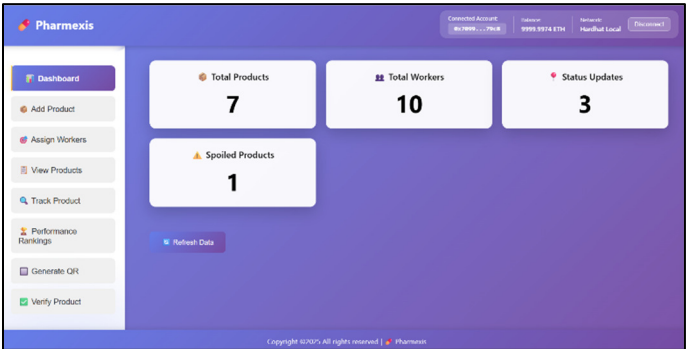 Pharmexis
Connected Account:
0x7099...79c8
Balance:
9999.9974 ETH
Network:
Hardhat Local
Disconnect
Dashboard
Add Product
Assign Workers
View Products
Track Product
Performance
Rankings
Generate QR
Verify Product
Total Products
7
Total Workers
10
Status Updates
3
Spoiled Products
1
Refresh Data
Copyright ©2025 All rights reserved | Pharmexis